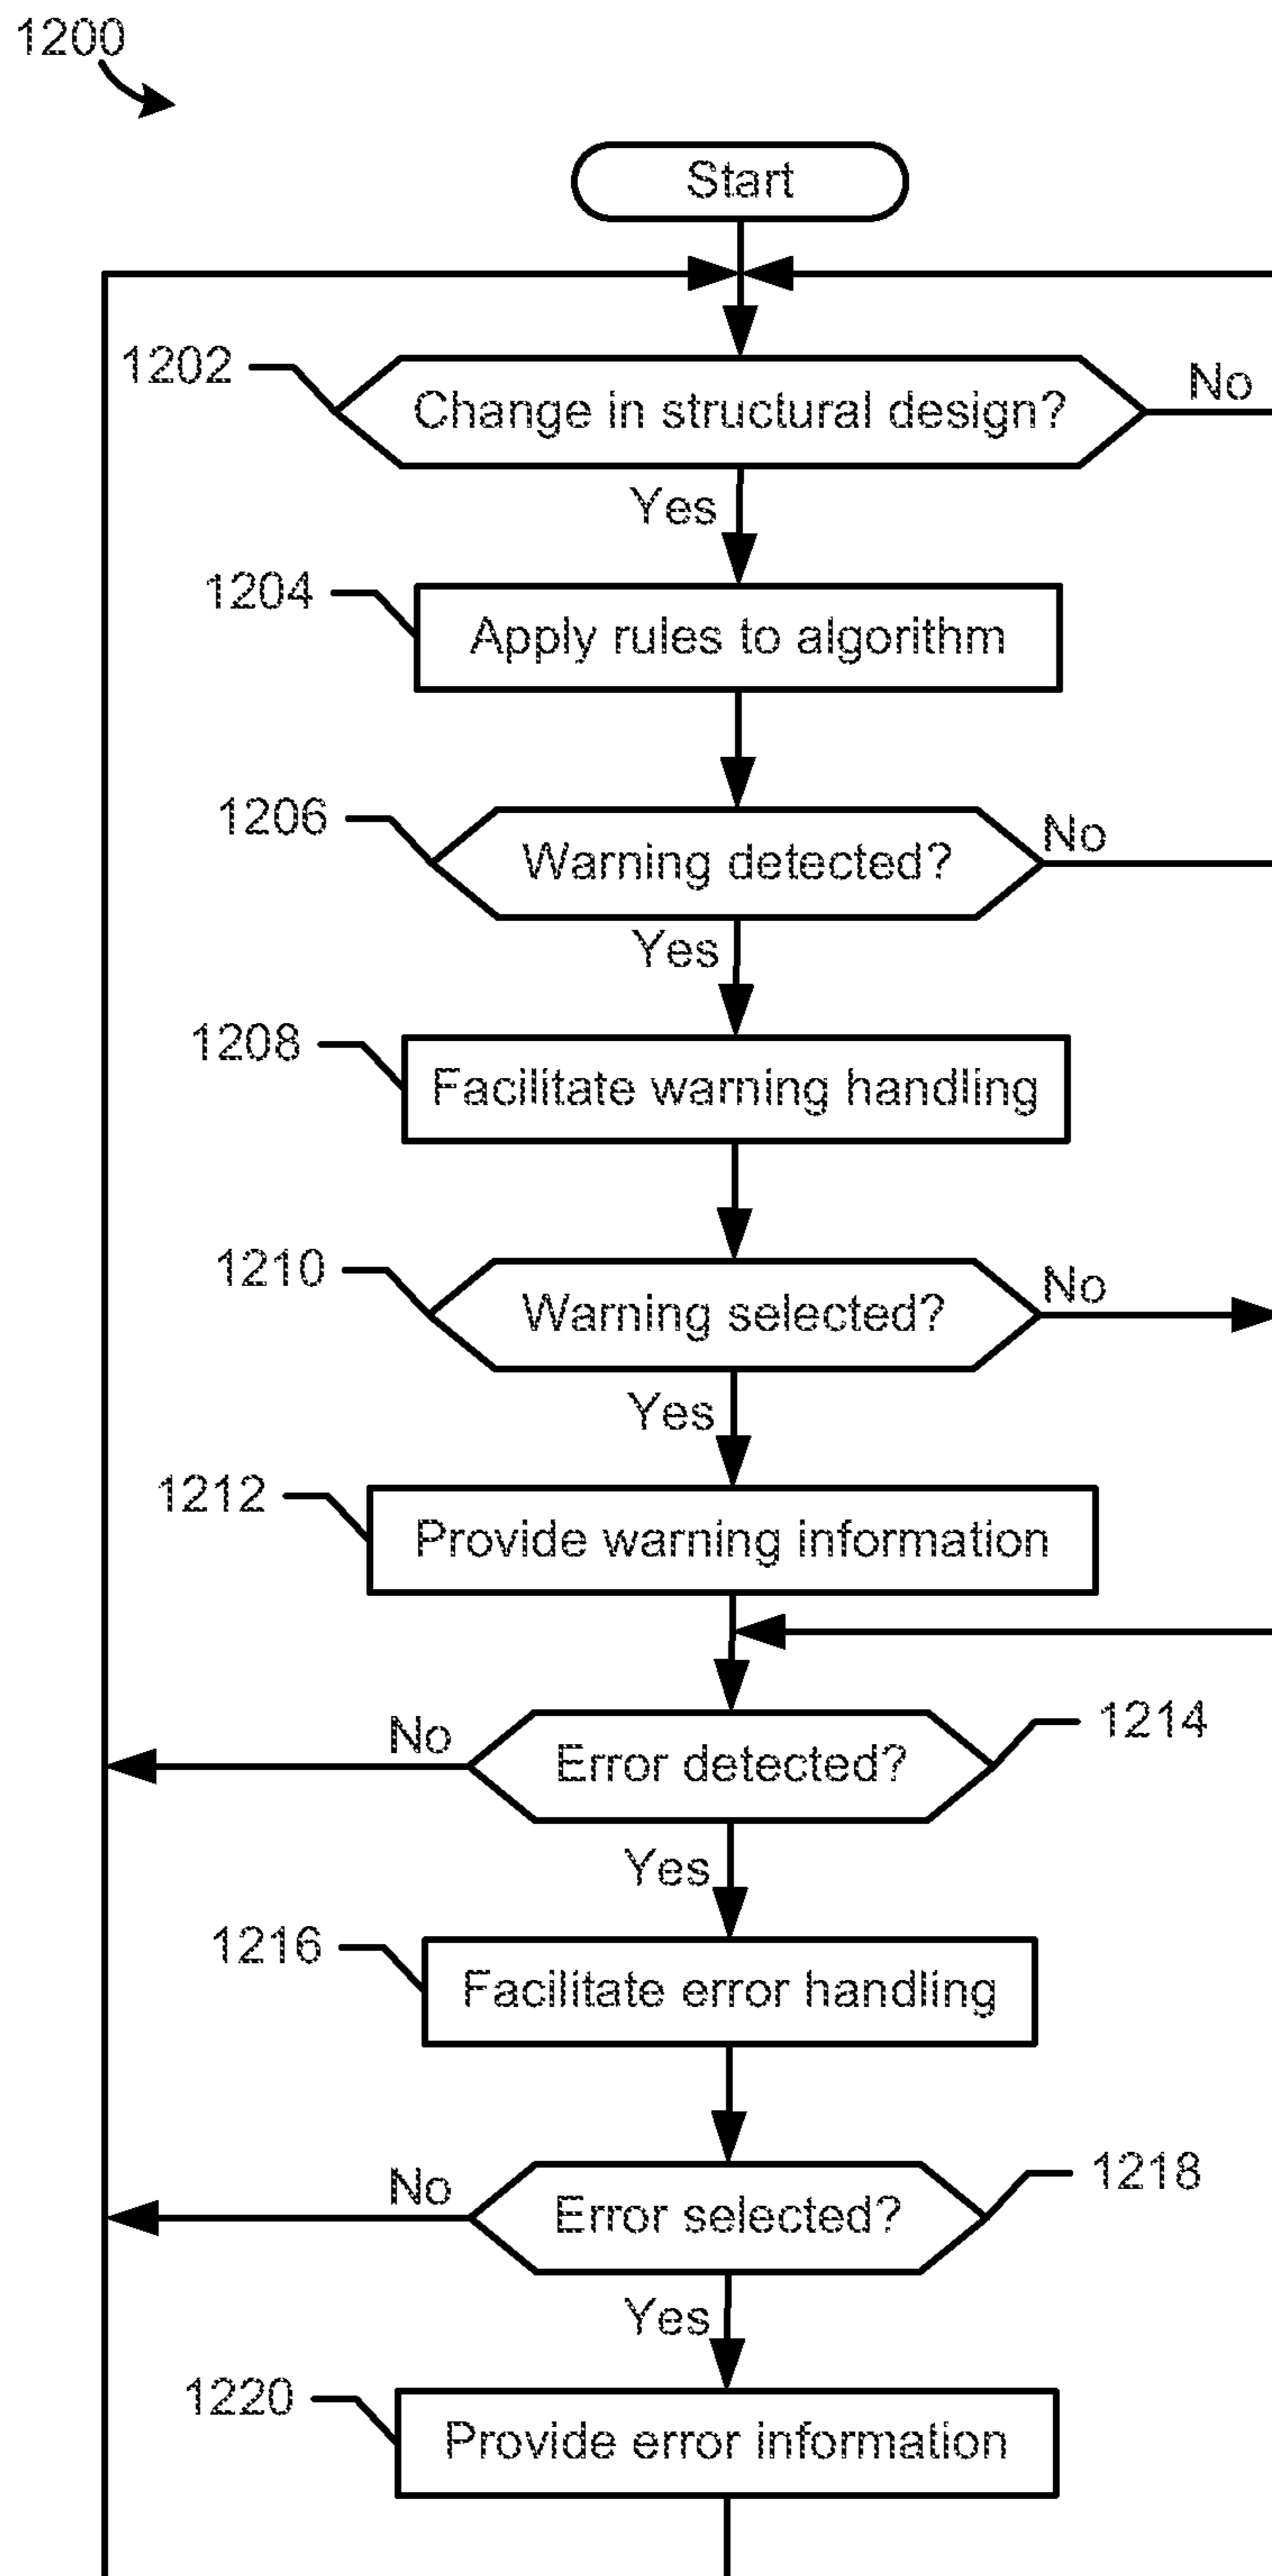 1200
Start
1202
Change in structural design?
No
Yes
1204
Apply rules to algorithm
1206
Warning detected?
No
Yes
1208
Facilitate warning handling
1210
Warning selected?
No
Yes
1212
Provide warning information
No
Error detected?
1214
Yes
1216
Facilitate error handling
No
Error selected?
1218
Yes
1220
Provide error information